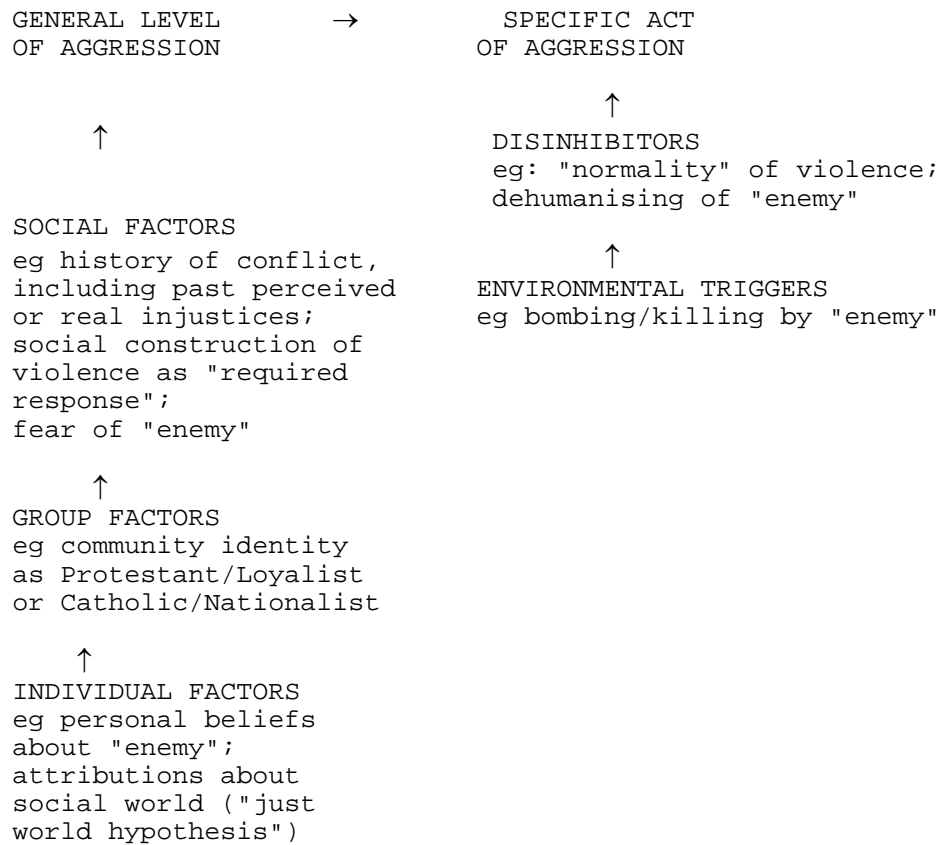 GENERAL LEVEL → SPECIFIC ACT
OF AGGRESSION OF AGGRESSION
↑
↑
DISINHIBITORS
eg: "normality" of violence;
dehumanising of "enemy"
SOCIAL FACTORS
eg history of conflict,
including past perceived
or real injustices;
social construction of
violence as "required
response";
fear of "enemy"
↑
ENVIRONMENTAL TRIGGERS
eg bombing/killing by "enemy"
↑
GROUP FACTORS
eg community identity
as Protestant/Loyalist
or Catholic/Nationalist
↑
INDIVIDUAL FACTORS
eg personal beliefs
about "enemy";
attributions about
social world ("just
world hypothesis")